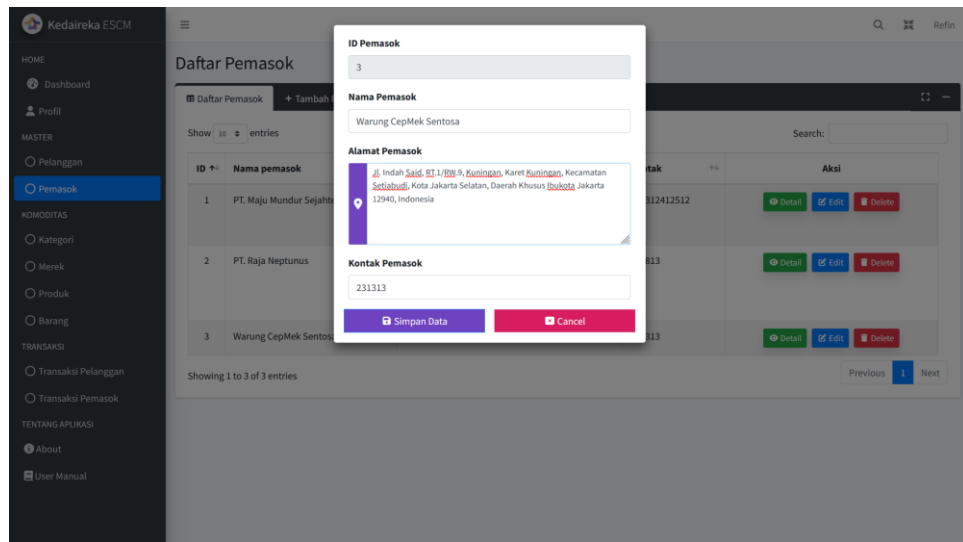 Kedaireka ESCM
Refin
HOME
Dashboard
Profil
MASTER
Pelanggan
Pemasok
KOMODITAS
Kategori
Merek
Produk
Barang
TRANSAKSI
Transaksi Pelanggan
Transaksi Pemasok
TENTANG APLIKASI
About
User Manual
Daftar Pemasok
Daftar Pemasok + Tambah
Show 10 entries
Search:
ID Nama pemasok Aksi
1 PT. Maju Mundur Sejahte 312412512 Detail Edit Delete
2 PT. Raja Neptunus 813 Detail Edit Delete
3 Warung CepMek Sentosa 313 Detail Edit Delete
Showing 1 to 3 of 3 entries
Previous 1 Next
ID Pemasok
3
Nama Pemasok
Warung CepMek Sentosa
Alamat Pemasok
Jl. Indah Said, RT.1/RW.9, Kuningan, Karet Kuningan, Kecamatan
Setiabudi, Kota Jakarta Selatan, Daerah Khusus Ibukota Jakarta
12940, Indonesia
Kontak Pemasok
231313
Simpan Data
Cancel